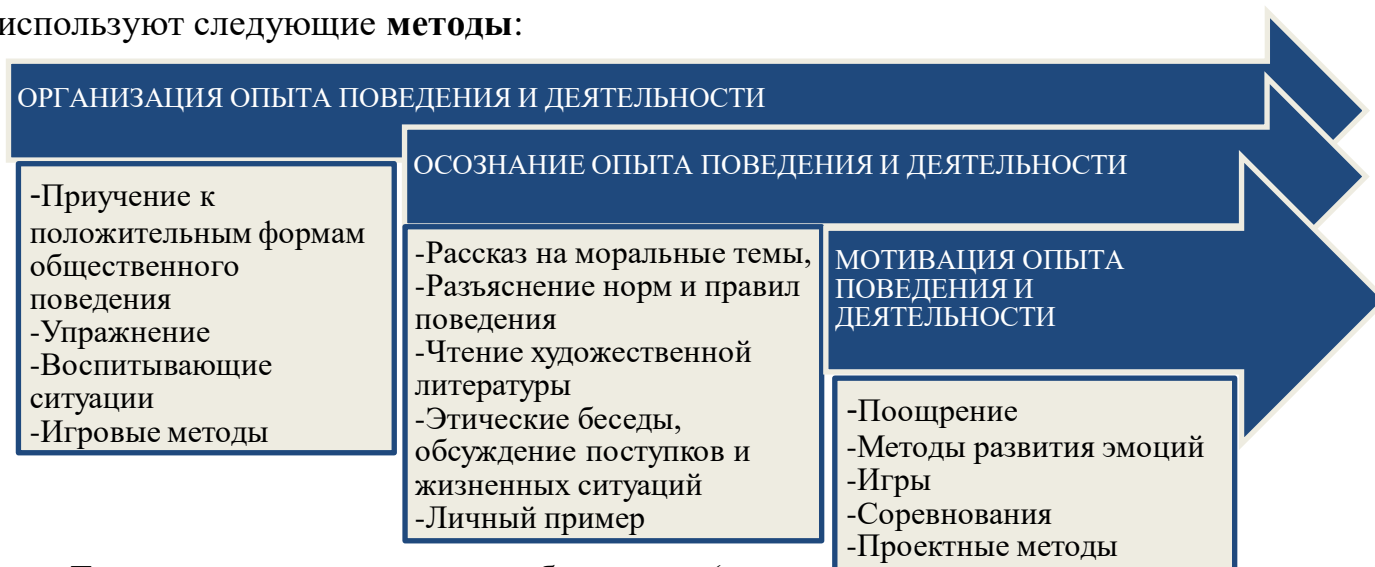 используют следующие методы:
ОРГАНИЗАЦИЯ ОПЫТА ПОВЕДЕНИЯ И ДЕЯТЕЛЬНОСТИ
-Приучение к
положительным формам
общественного
поведения
-Упражнение
-Воспитывающие
ситуации
-Игровые методы
ОСОЗНАНИЕ ОПЫТА ПОВЕДЕНИЯ И ДЕЯТЕЛЬНОСТИ
-Рассказ на моральные темы,
-Разъяснение норм и правил
поведения
-Чтение художественной
литературы
-Этические беседы,
обсуждение поступков и
жизненных ситуаций
-Личный пример
МОТИВАЦИЯ ОПЫТА
ПОВЕДЕНИЯ И
ДЕЯТЕЛЬНОСТИ
-Поощрение
-Методы развития эмоций
-Игры
-Соревнования
-Проектные методы